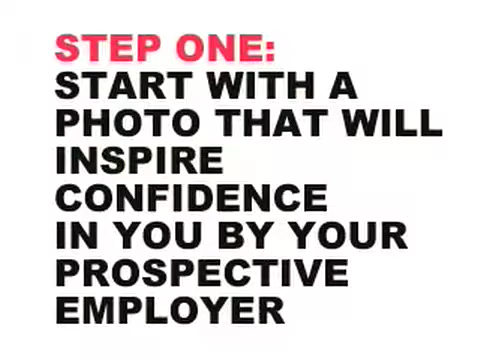 STEP ONE:
START WITH A
PHOTO THAT WILL
INSPIRE
CONFIDENCE
IN YOU BY YOUR
PROSPECTIVE
EMPLOYER